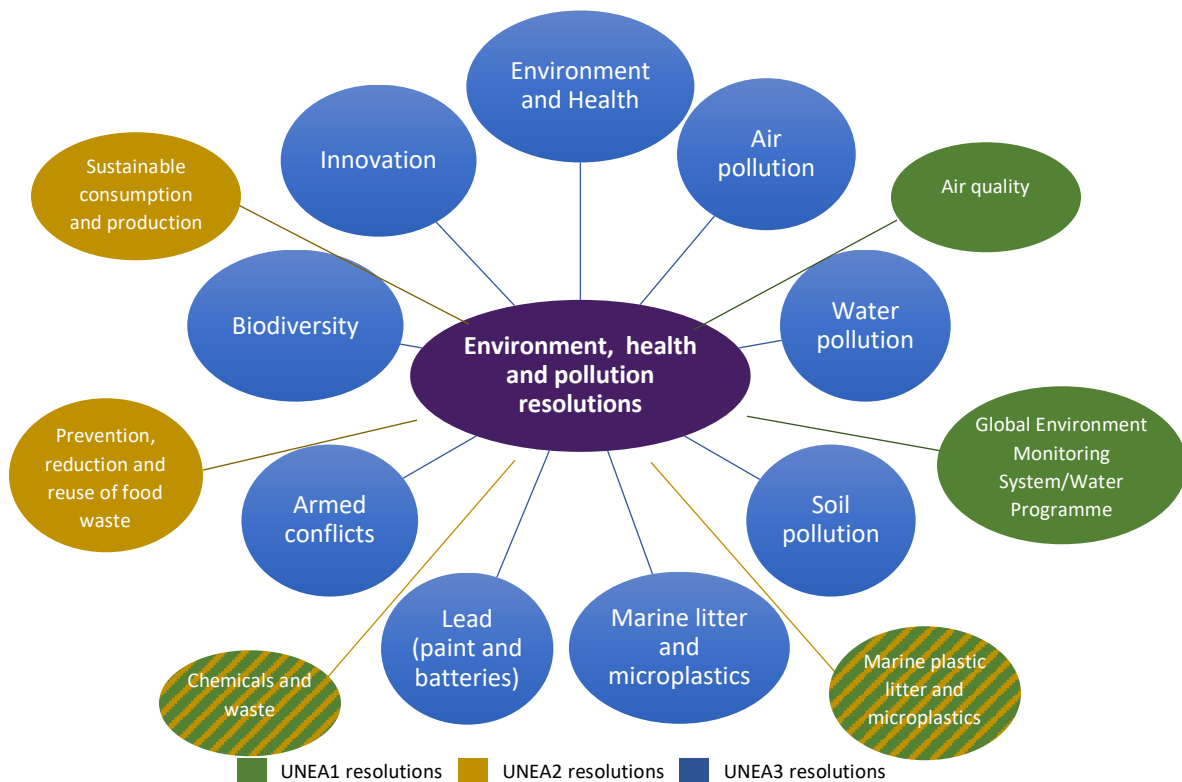 Environment
and Health
Innovation
Air
pollution
Sustainable
consumption
and production
Air quality
Biodiversity
Water
pollution
Environment, health
and pollution
resolutions
Prevention,
reduction and
reuse of food
waste
Global Environment
Monitoring
System/Water
Programme
Armed
conflicts
Soil
pollution
Lead
(paint and
batteries)
Marine litter
and
microplastics
Chemicals and
waste
Marine plastic
litter and
microplastics
UNEA1 resolutions
UNEA2 resolutions
UNEA3 resolutions